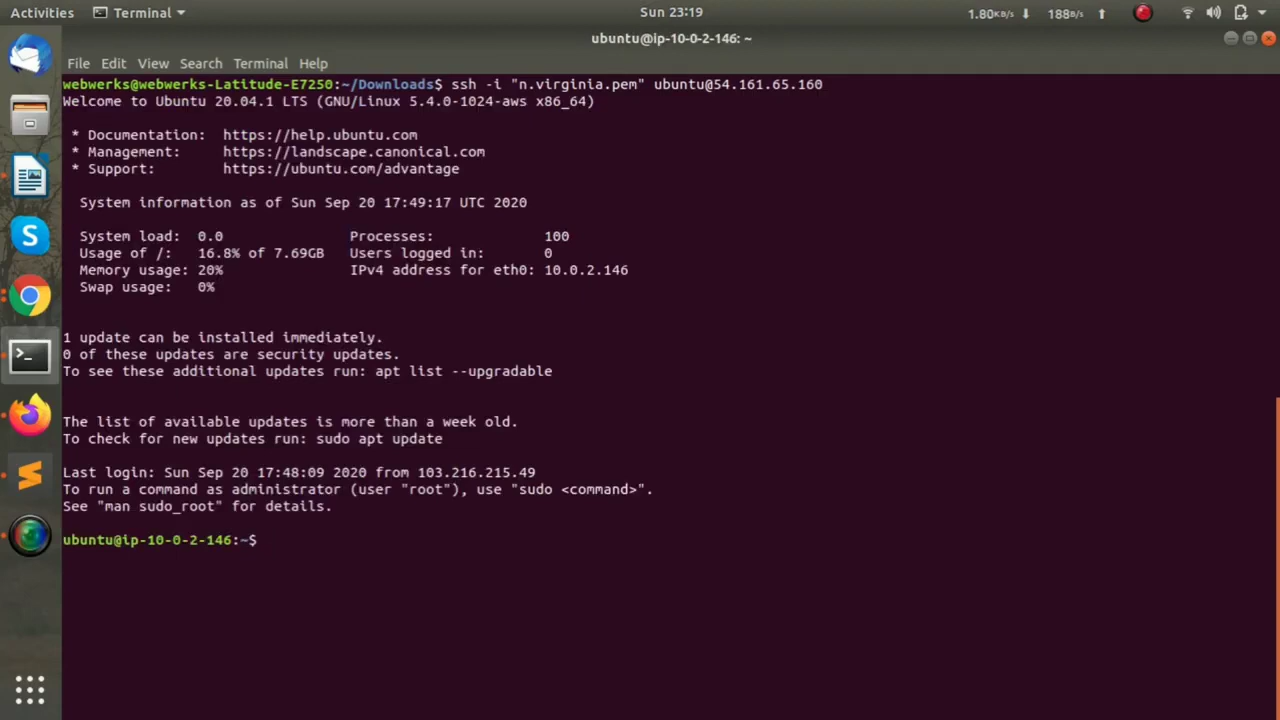 Activities Terminal Sun 23:19 1.80KB/s 188B/s
ubuntu@ip-10-0-2-146: ~
File Edit View Search Terminal Help
webwerks@webwerks-Latitude-E7250:~/Downloads$ ssh -i "n.virginia.pem" ubuntu@54.161.65.160
Welcome to Ubuntu 20.04.1 LTS (GNU/Linux 5.4.0-1024-aws x86_64)
* Documentation: https://help.ubuntu.com
* Management: https://landscape.canonical.com
* Support: https://ubuntu.com/advantage
System information as of Sun Sep 20 17:49:17 UTC 2020
System load: 0.0 Processes: 100
Usage of /: 16.8% of 7.69GB Users logged in: 0
Memory usage: 20% IPv4 address for eth0: 10.0.2.146
Swap usage: 0%
1 update can be installed immediately.
0 of these updates are security updates.
To see these additional updates run: apt list --upgradable
The list of available updates is more than a week old.
To check for new updates run: sudo apt update
Last login: Sun Sep 20 17:48:09 2020 from 103.216.215.49
To run a command as administrator (user "root"), use "sudo <command>".
See "man sudo_root" for details.
ubuntu@ip-10-0-2-146:~$